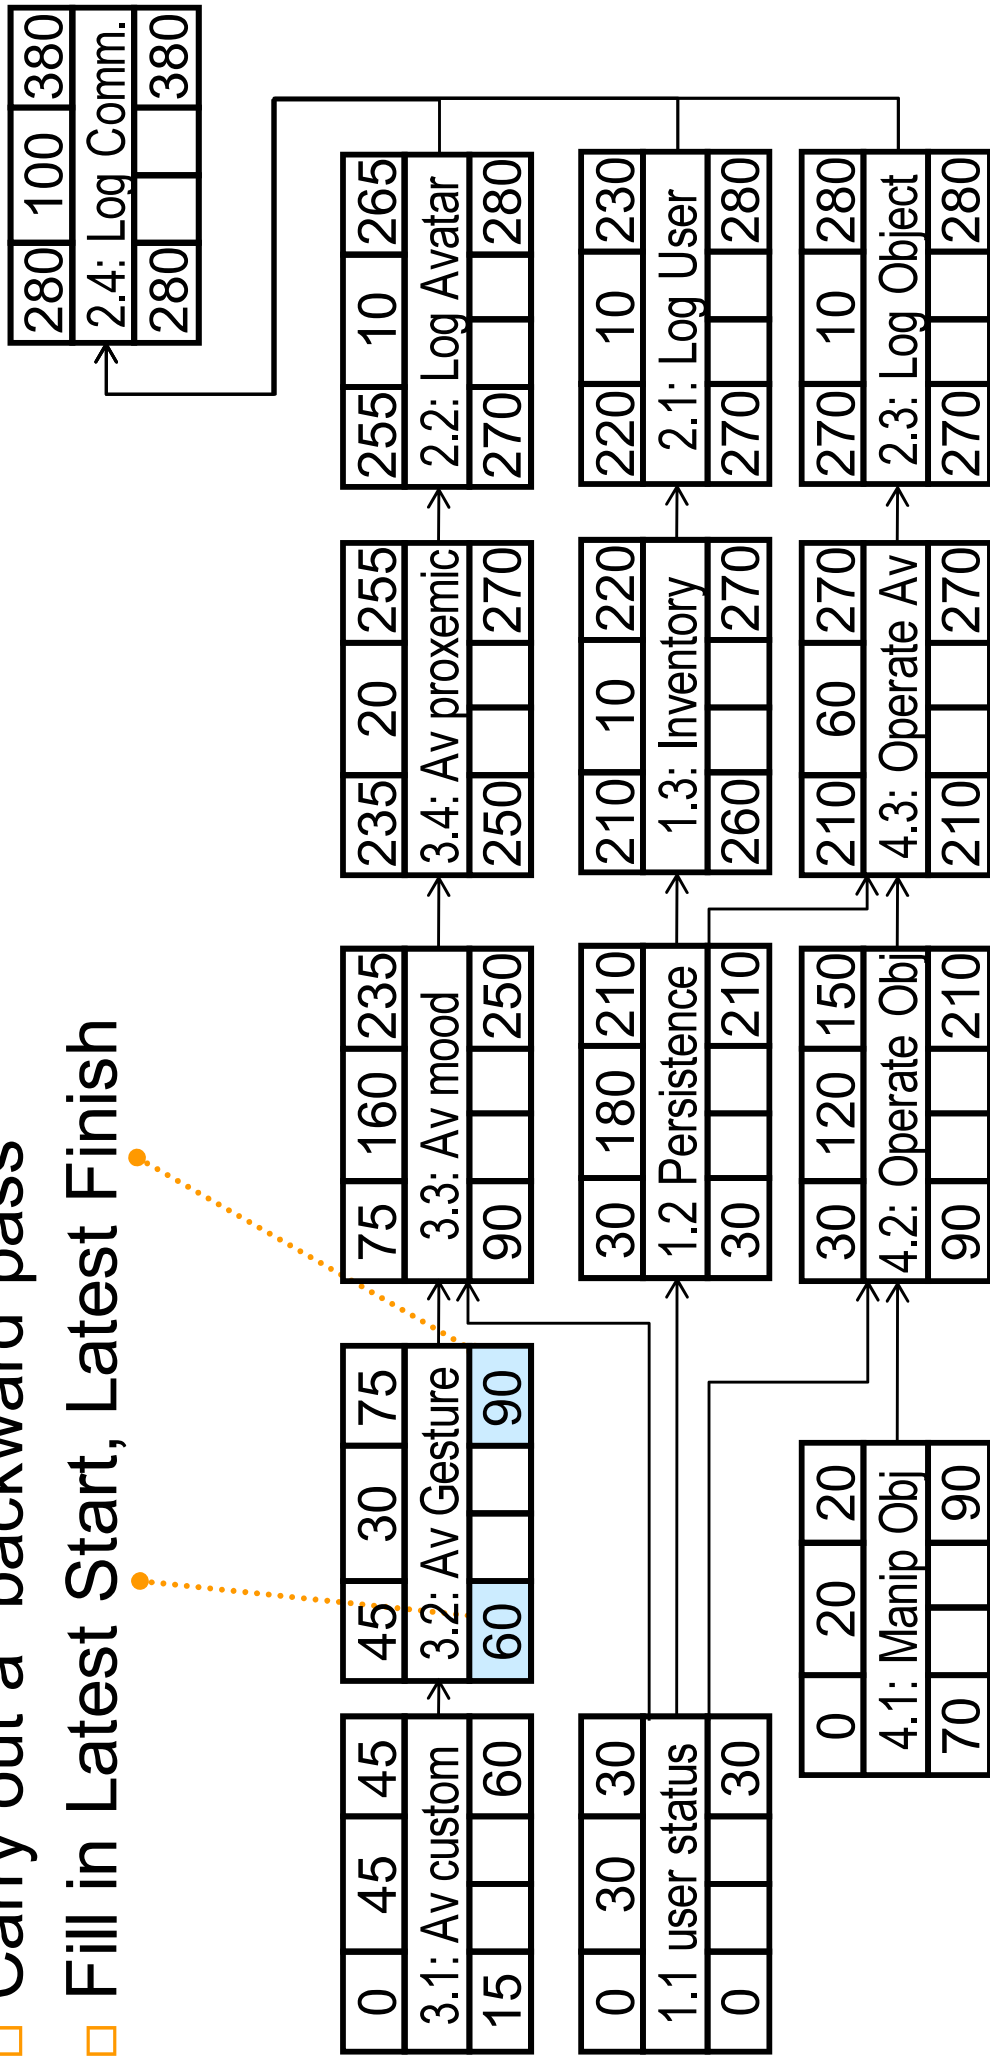 Carry out a backward pass
Fill in Latest Start, Latest Finish
280 100 380
2.4: Log Comm.
280 380
0 45 45
3.1: Av custom
15 60
45 30 75
3.2: Av Gesture
60 90
75 160 235
3.3: Av mood
90 250
235 20 255
3.4: Av proxemic
250 270
255 10 265
2.2: Log Avatar
270 280
0 30 30
1.1 user status
0 30
30 180 210
1.2 Persistence
30 210
210 10 220
1.3: Inventory
260 270
220 10 230
2.1: Log User
270 280
0 20 20
4.1: Manip Obj
70 90
30 120 150
4.2: Operate Obj
90 210
210 60 270
4.3: Operate Av
210 270
270 10 280
2.3: Log Object
270 280